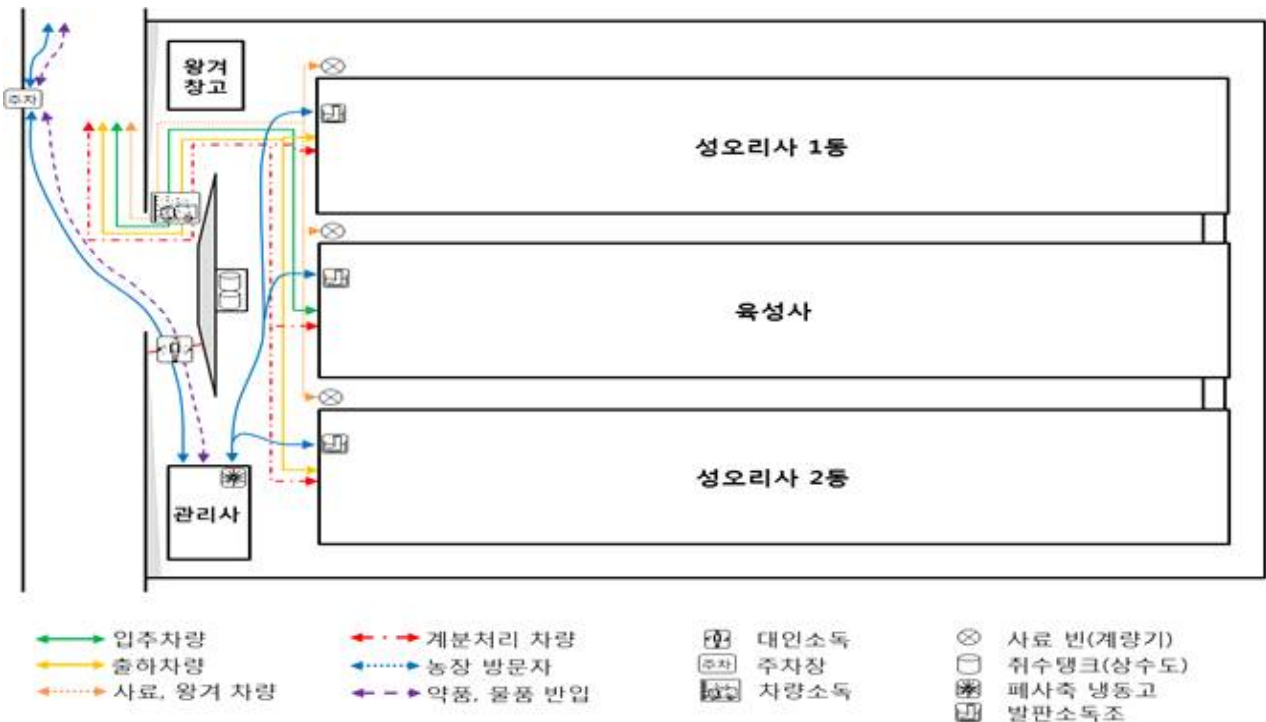 왕겨
창고
주차
성오리사 1동
육성사
성오리사 2동
관리사
입추차량
출하차량
사료, 왕겨 차량
계분처리 차량
농장 방문자
약품, 물품 반입
대인소독
주차 주차장
차량소독
사료 빈(계량기)
취수탱크(상수도)
폐사축 냉동고
발판소독조